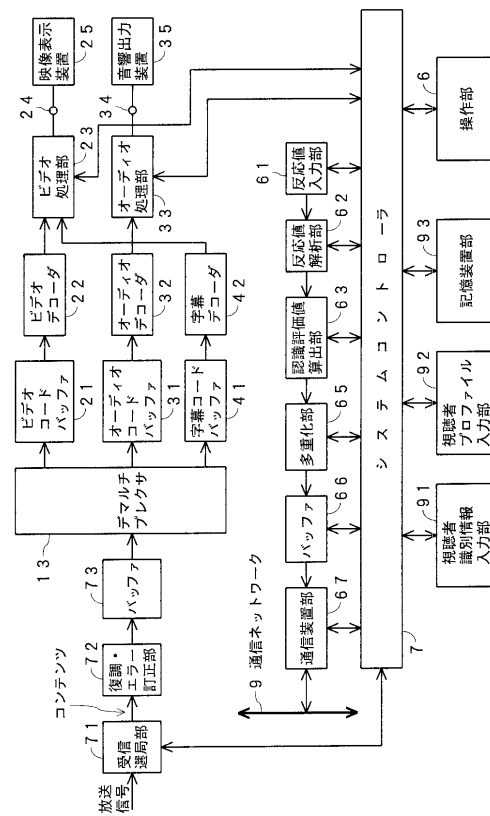 放送
信号
受信
選局部
71
コンテンツ
復調・
エラー
訂正部
72
バッファ
73
デマルチ
プレクサ
13
ビデオ
コード
バッファ
21
ビデオ
デコーダ
22
ビデオ
処理部
23
24
映像表示
装置
25
オーディオ
コード
バッファ
31
オーディオ
デコーダ
32
オーディオ
処理部
33
34
音響出力
装置
35
字幕コード
バッファ
41
字幕
デコーダ
42
9 通信ネットワーク
通信装置部
67
バッファ
66
多重化部
65
認識評価値
算出部
63
反応値
解析部
62
反応値
入力部
61
システムコントローラ
7
視聴者
識別情報
入力部
91
視聴者
プロファイル
入力部
92
記憶装置部
93
操作部
6